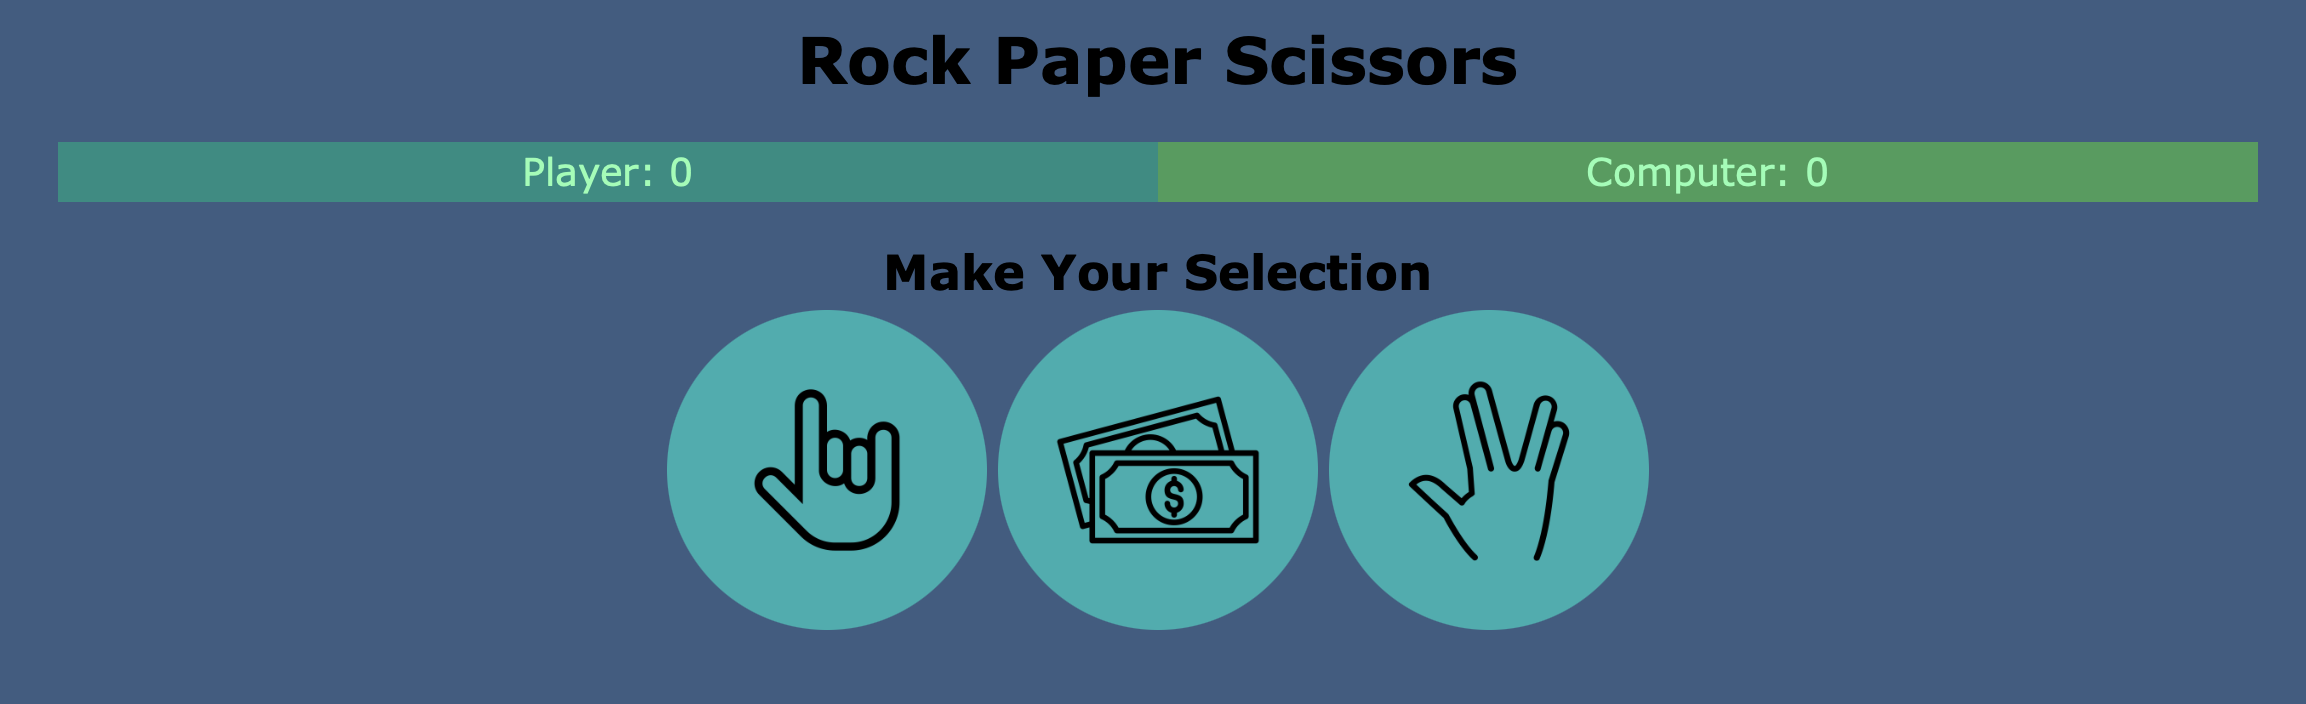 Rock Paper Scissors
Player: 0
Computer: 0
Make Your Selection
$